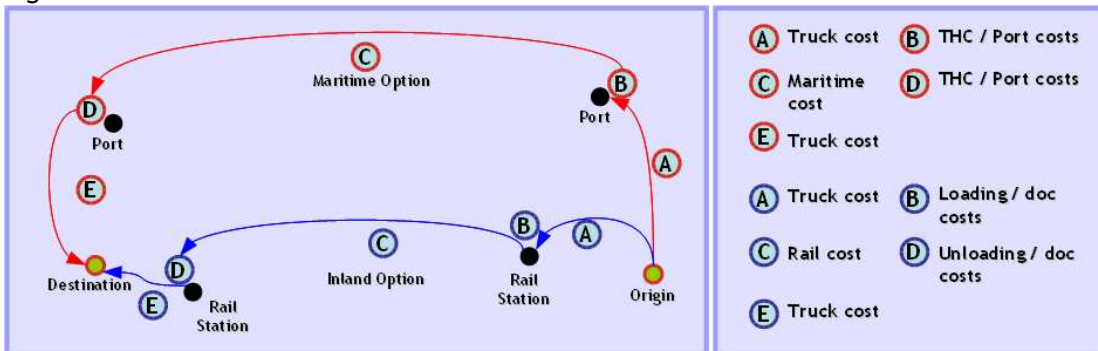 C
Maritime Option
B
Port
D
Port
A
E
B
A
C
D
Inland Option
Rail
Station
Origin
Destination
E
Rail
Station
A Truck cost B THC / Port costs
C Maritime cost D THC / Port costs
E Truck cost
A Truck cost B Loading / doc costs
C Rail cost D Unloading / doc costs
E Truck cost